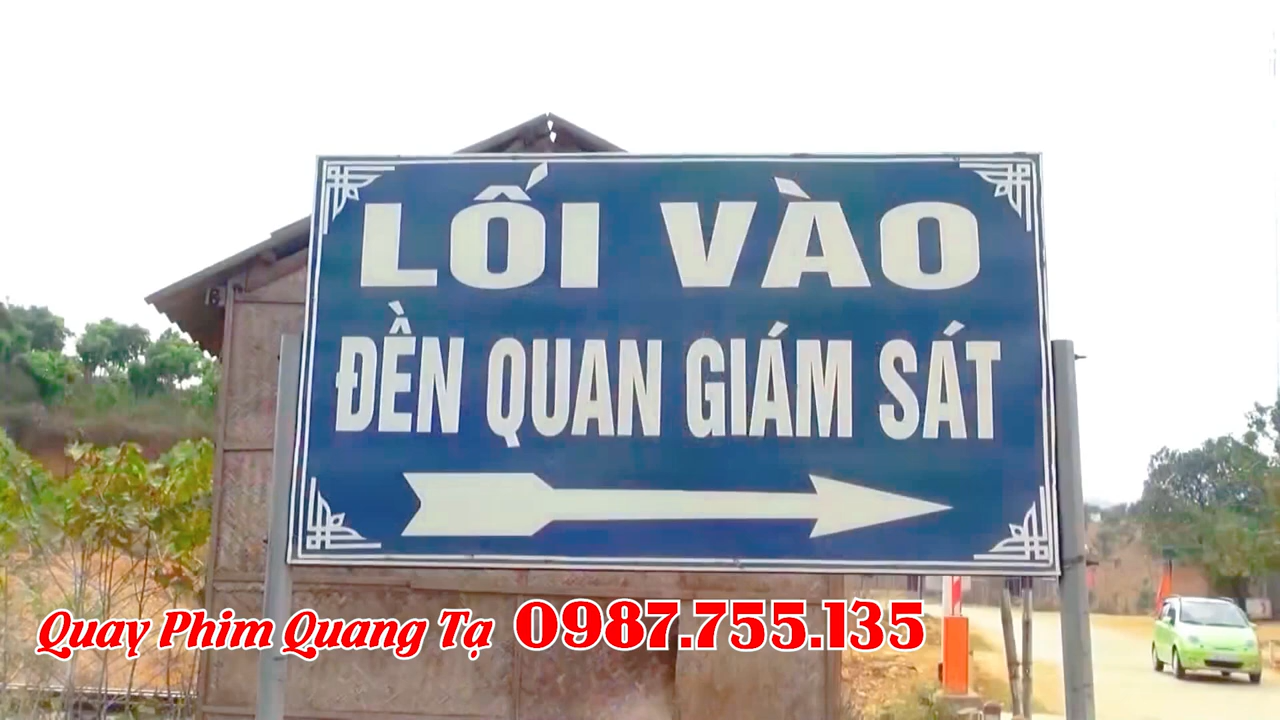 LỐI VÀO
ĐỀN QUAN GIÁM SÁT
Quay Phim Quang Tạ 0987.755.135